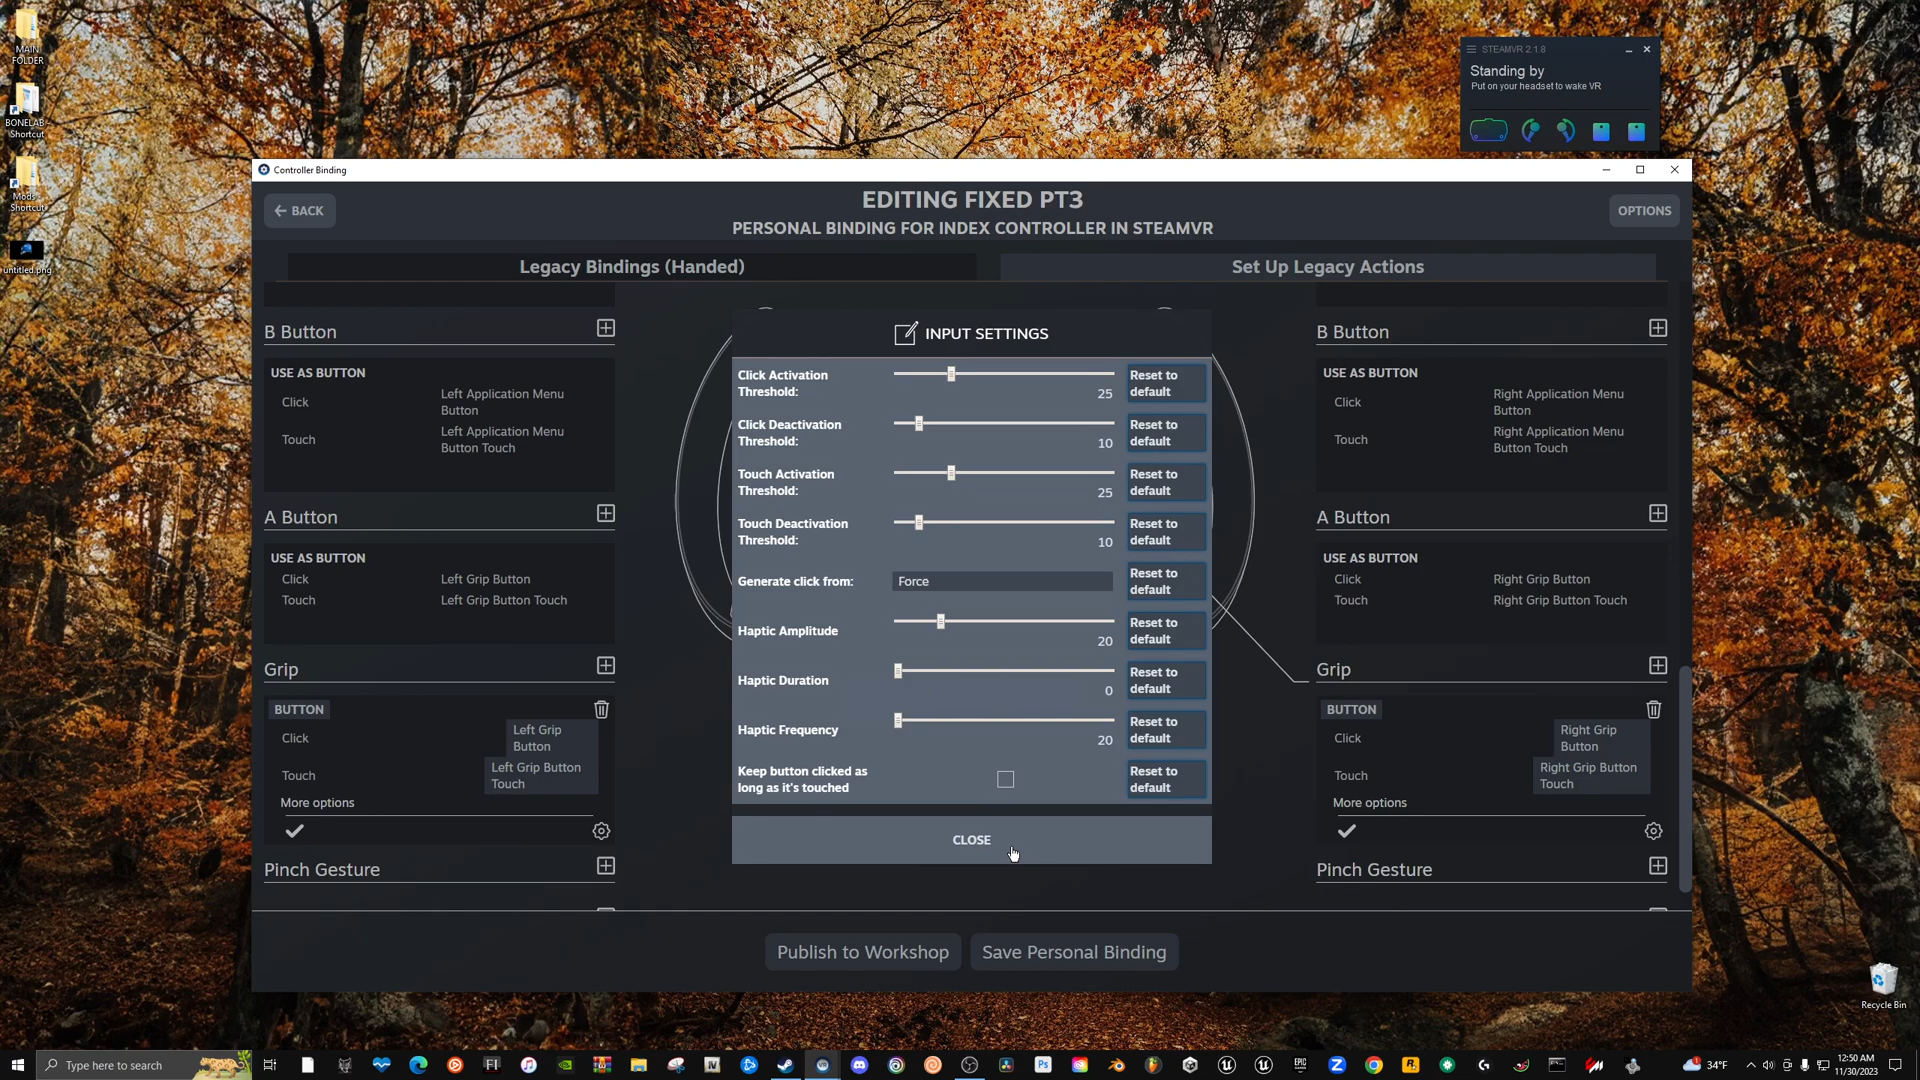 MAIN
FOLDER
BONELAB -
Shortcut
Mods -
Shortcut
untitled.png
STEAMVR 2.1.8
Standing by
Put on your headset to wake VR
Controller Binding
BACK
EDITING FIXED PT3
PERSONAL BINDING FOR INDEX CONTROLLER IN STEAMVR
OPTIONS
Legacy Bindings (Handed)
Set Up Legacy Actions
B Button
USE AS BUTTON
Click
Left Application Menu
Button
Touch
Left Application Menu
Button Touch
A Button
USE AS BUTTON
Click
Left Grip Button
Touch
Left Grip Button Touch
Grip
BUTTON
Click
Left Grip
Button
Touch
Left Grip Button
Touch
More options
Pinch Gesture
INPUT SETTINGS
Click Activation
Threshold:
25
Reset to
default
Click Deactivation
Threshold:
10
Reset to
default
Touch Activation
Threshold:
25
Reset to
default
Touch Deactivation
Threshold:
10
Reset to
default
Generate click from:
Force
Reset to
default
Haptic Amplitude
20
Reset to
default
Haptic Duration
0
Reset to
default
Haptic Frequency
20
Reset to
default
Keep button clicked as
long as it's touched
Reset to
default
CLOSE
B Button
USE AS BUTTON
Click
Right Application Menu
Button
Touch
Right Application Menu
Button Touch
A Button
USE AS BUTTON
Click
Right Grip Button
Touch
Right Grip Button Touch
Grip
BUTTON
Click
Right Grip
Button
Touch
Right Grip Button
Touch
More options
Pinch Gesture
Publish to Workshop
Save Personal Binding
Recycle Bin
Type here to search
34°F
12:50 AM
11/30/2023